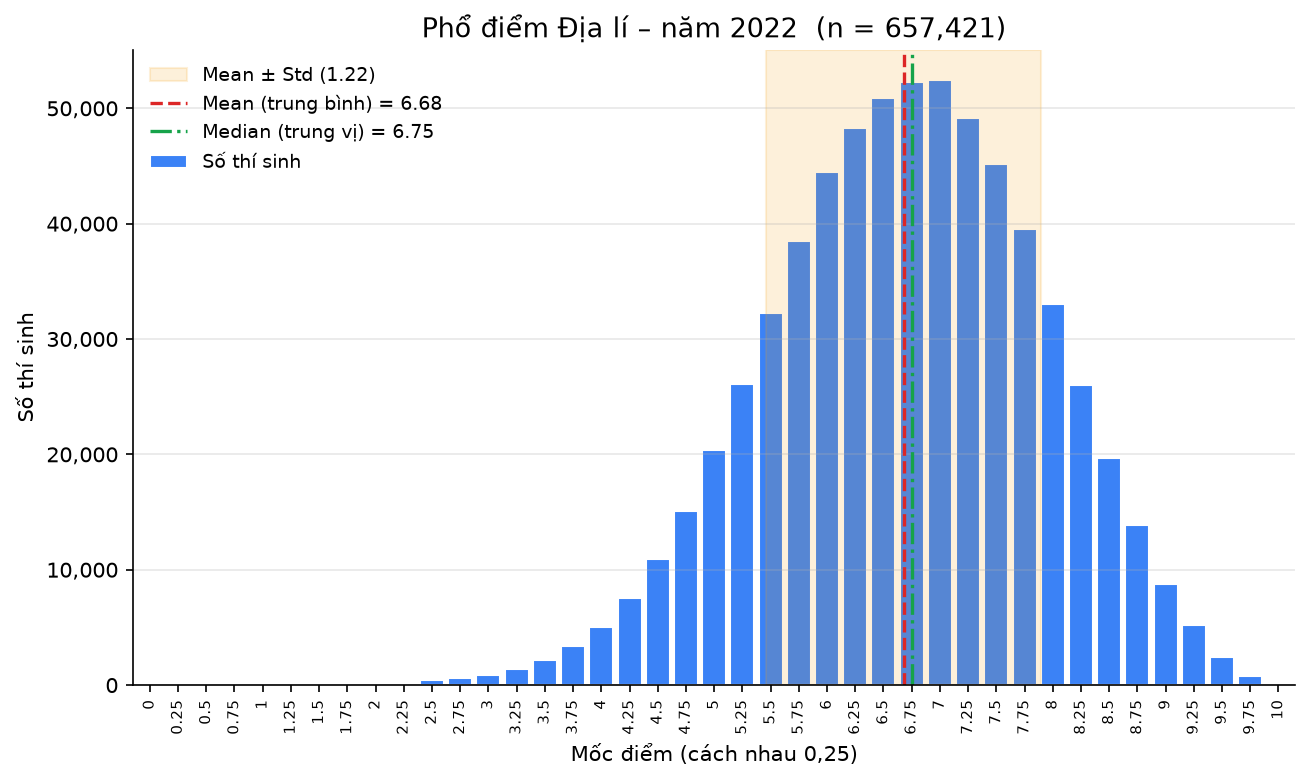 Phổ điểm Địa lí – năm 2022 (n = 657,421)
Mean ± Std (1.22)
Mean (trung bình) = 6.68
Median (trung vị) = 6.75
Số thí sinh
Số thí sinh
50,000
40,000
30,000
20,000
10,000
0
0 0.25 0.5 0.75 1 1.25 1.5 1.75 2 2.25 2.5 2.75 3 3.25 3.5 3.75 4 4.25 4.5 4.75 5 5.25 5.5 5.75 6 6.25 6.5 6.75 7 7.25 7.5 7.75 8 8.25 8.5 8.75 9 9.25 9.5 9.75 10
Mốc điểm (cách nhau 0,25)